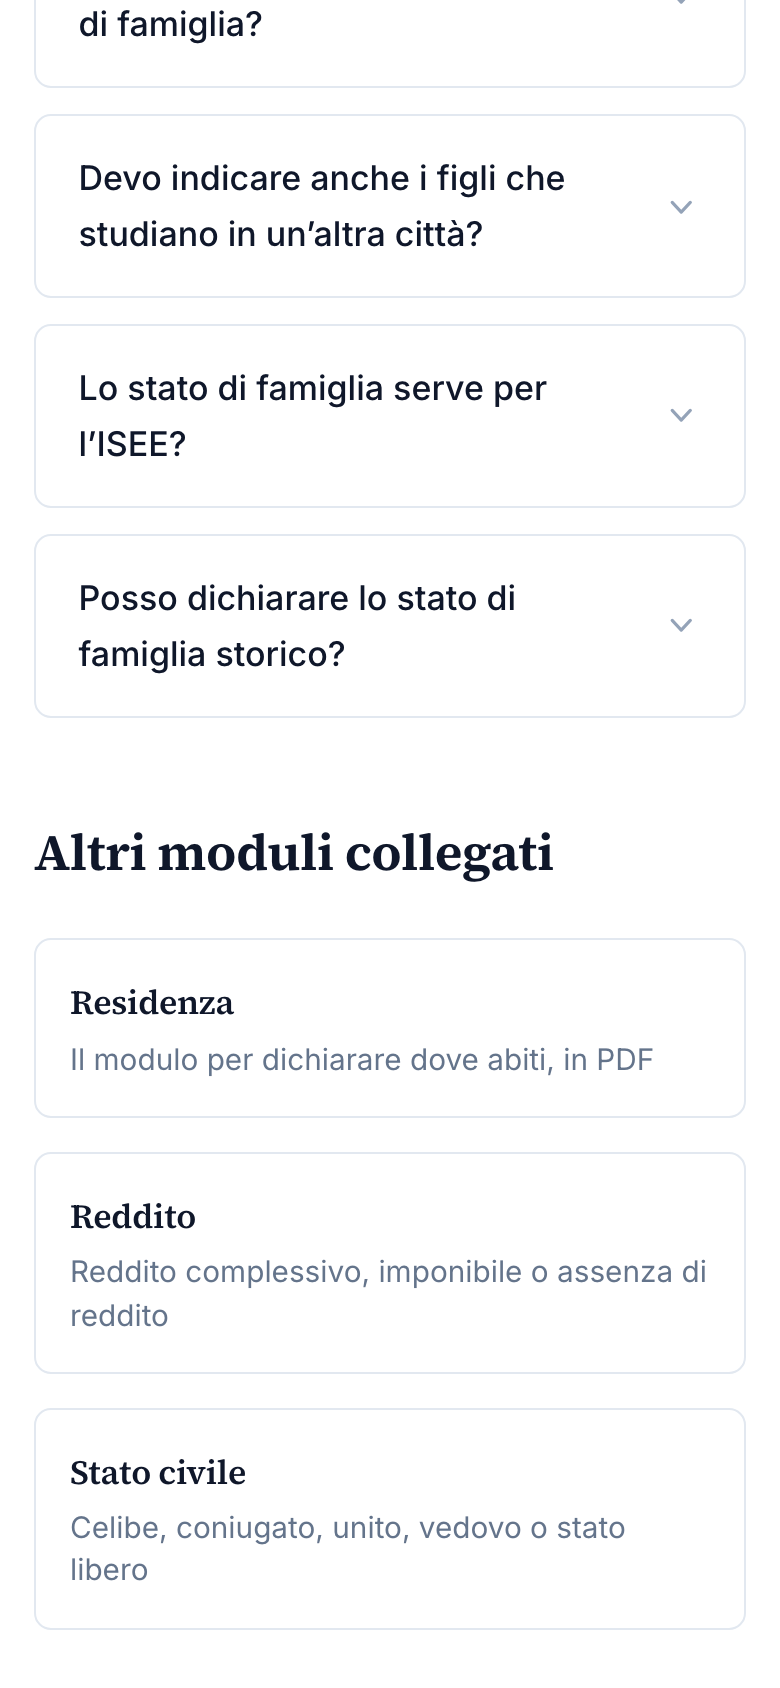 di famiglia?
Devo indicare anche i figli che
studiano in un’altra città?
Lo stato di famiglia serve per
l’ISEE?
Posso dichiarare lo stato di
famiglia storico?
Altri moduli collegati
Residenza
Il modulo per dichiarare dove abiti, in PDF
Reddito
Reddito complessivo, imponibile o assenza di
reddito
Stato civile
Celibe, coniugato, unito, vedovo o stato
libero